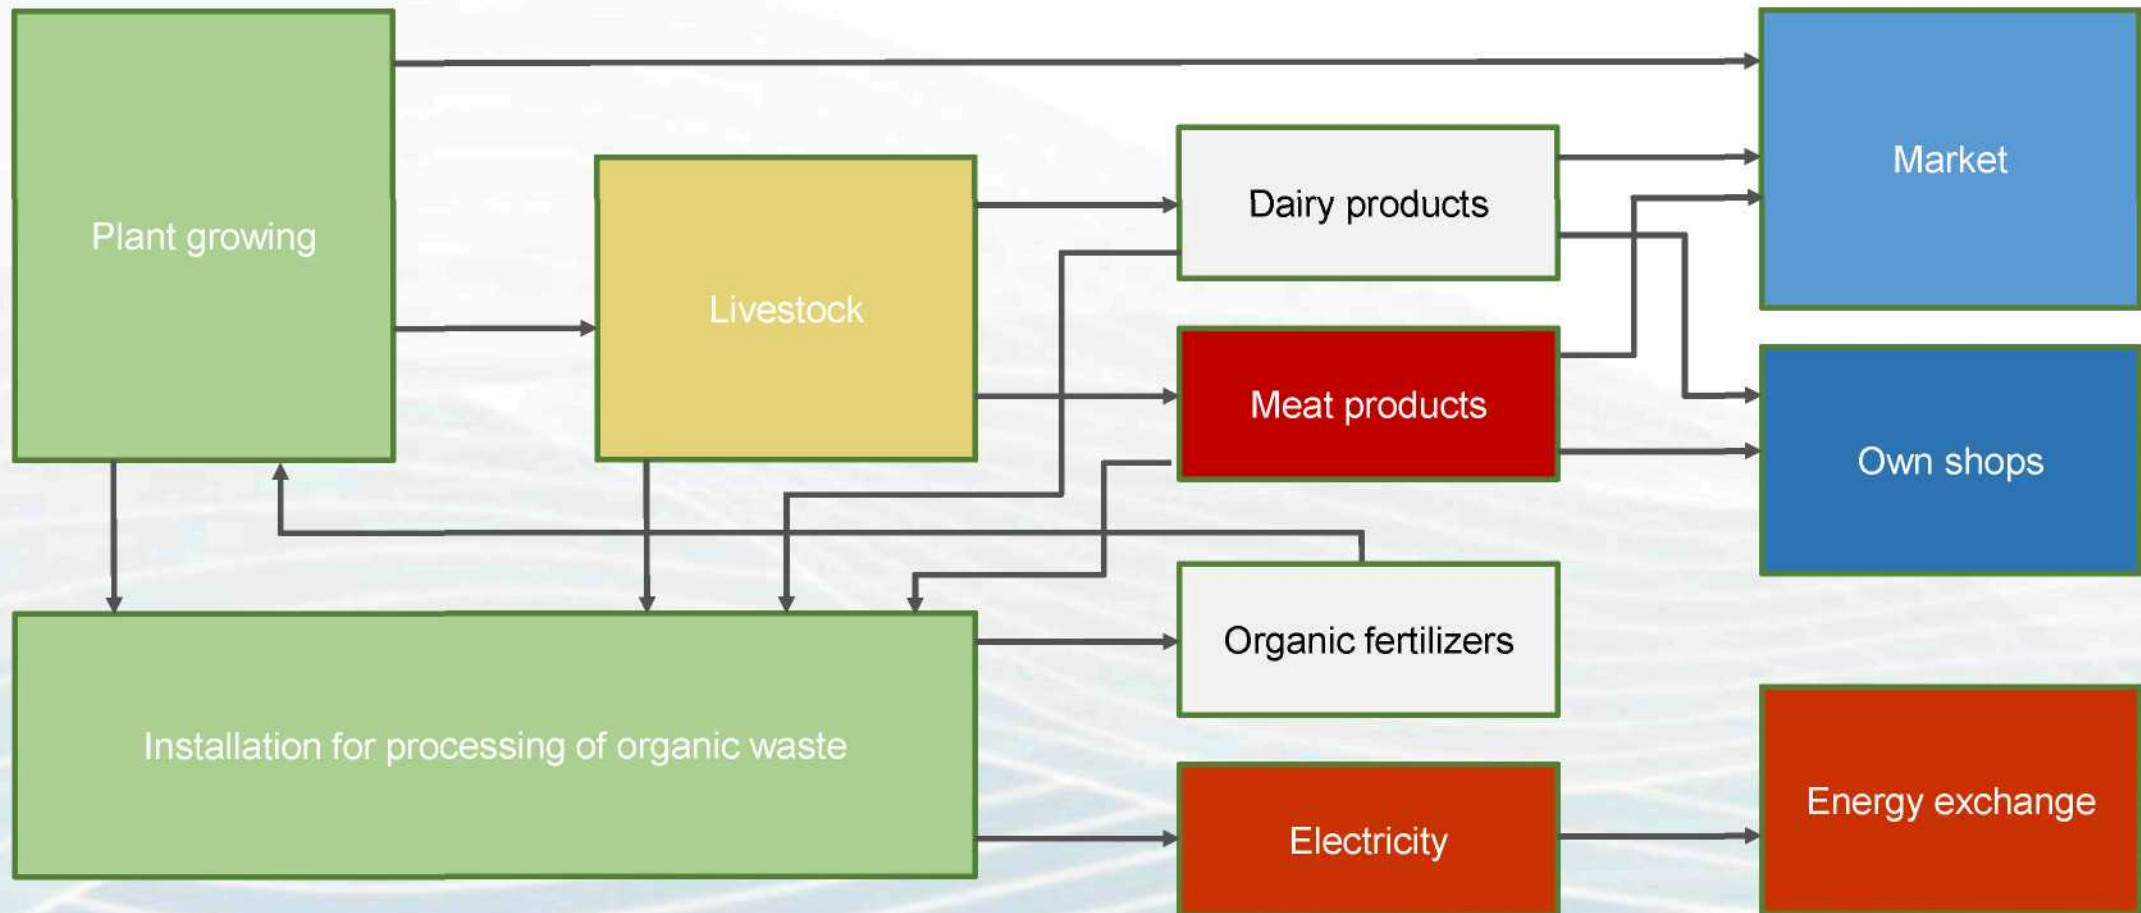 Plant growing
Livestock
Dairy products
Meat products
Market
Own shops
Organic fertilizers
Installation for processing of organic waste
Electricity
Energy exchange